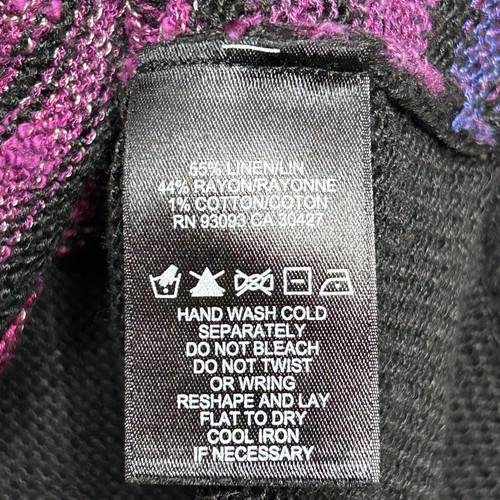 55% LINEN/LIN
44% RAYON/RAYONNE
1% COTTON/COTON
RN 93093 CA 30427
HAND WASH COLD
SEPARATELY
DO NOT BLEACH
DO NOT TWIST
OR WRING
RESHAPE AND LAY
FLAT TO DRY
COOL IRON
IF NECESSARY